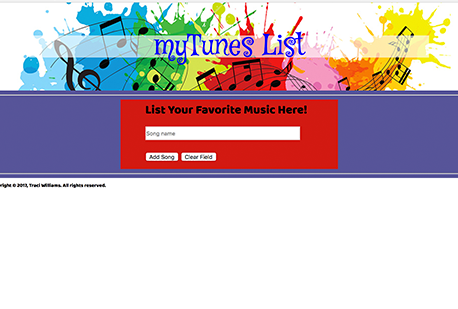 myTunes List
List Your Favorite Music Here!
Song name
Add Song Clear Field
right © 2017, Traci Williams. All rights reserved.